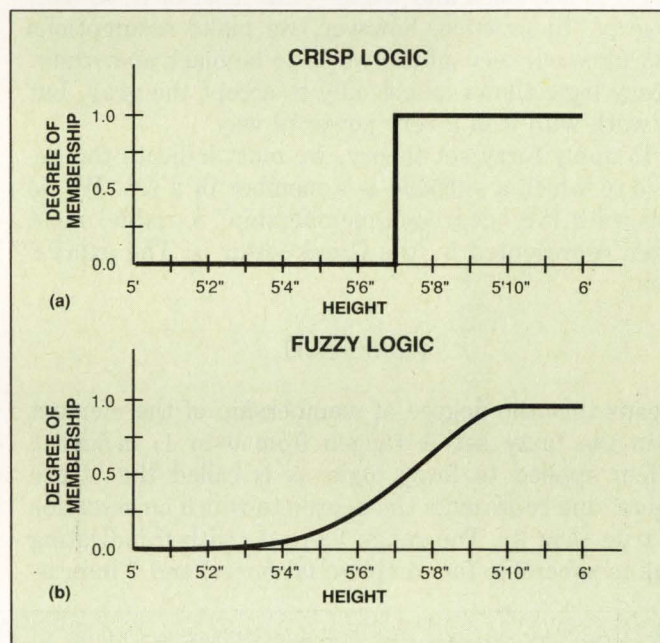 CRISP LOGIC
DEGREE OF
MEMBERSHIP
1.0
0.5
0.0
5' 5'2" 5'4" 5'6" 5'8" 5'10" 6'
(a)
HEIGHT
FUZZY LOGIC
DEGREE OF
MEMBERSHIP
1.0
0.5
0.0
5' 5'2" 5'4" 5'6" 5'8" 5'10" 6'
(b)
HEIGHT